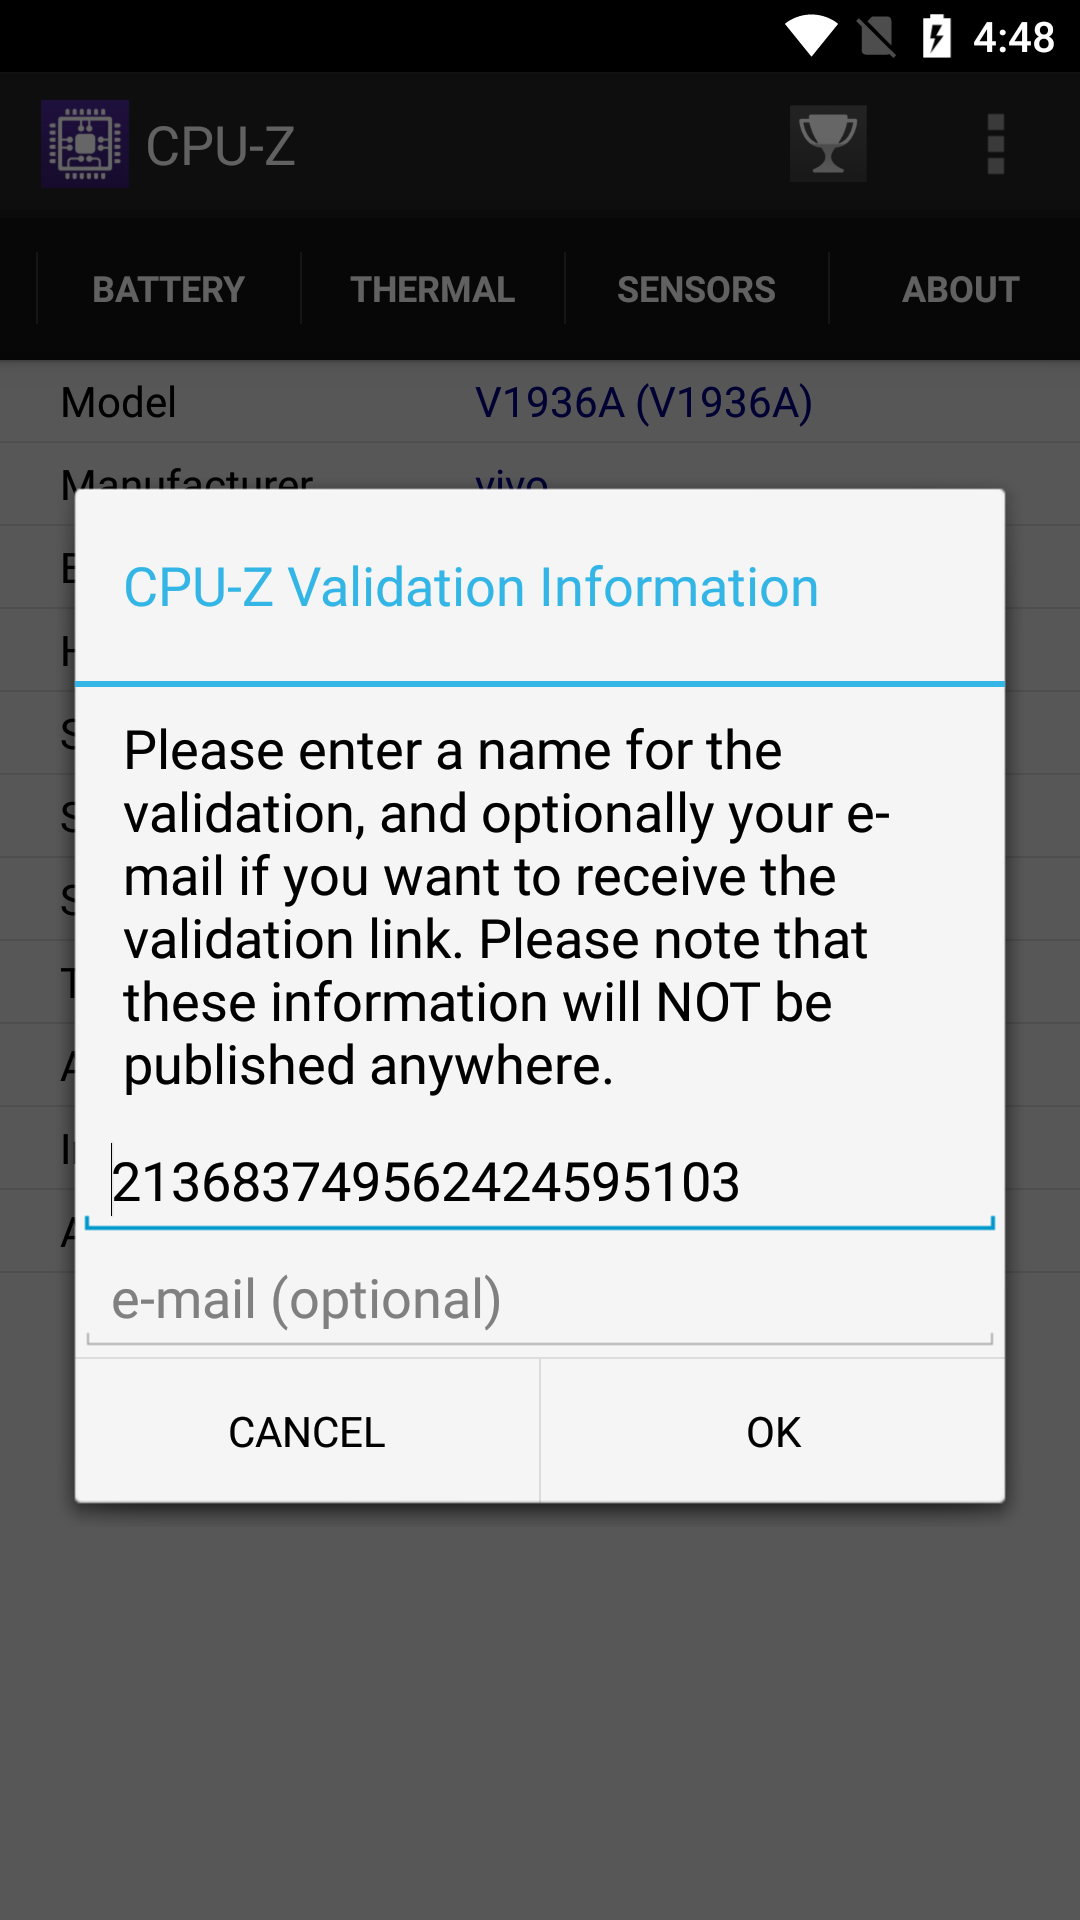 4:48
CPU-Z
BATTERY THERMAL SENSORS ABOUT
Model V1936A (V1936A)
Manufacturer vivo
CPU-Z Validation Information
Please enter a name for the
validation, and optionally your e-
mail if you want to receive the
validation link. Please note that
these information will NOT be
published anywhere.
213683749562424595103
e-mail (optional)
CANCEL OK